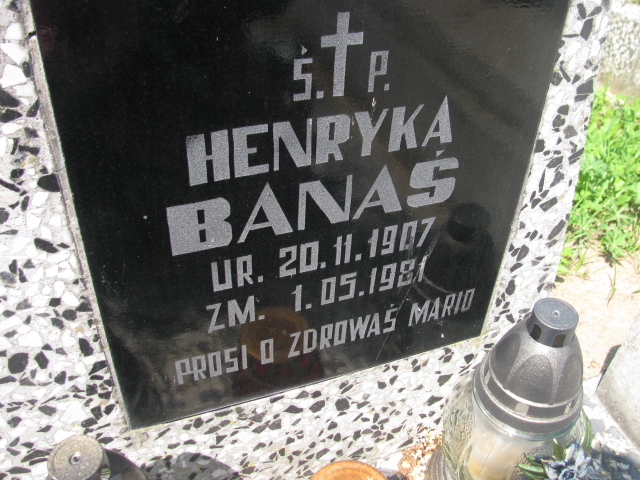 Ś. P.
HENRYKA
BANAŚ
UR. 20.11.1907
ZM. 1.05.1981
PROSI O ZDROWAŚ MARIO